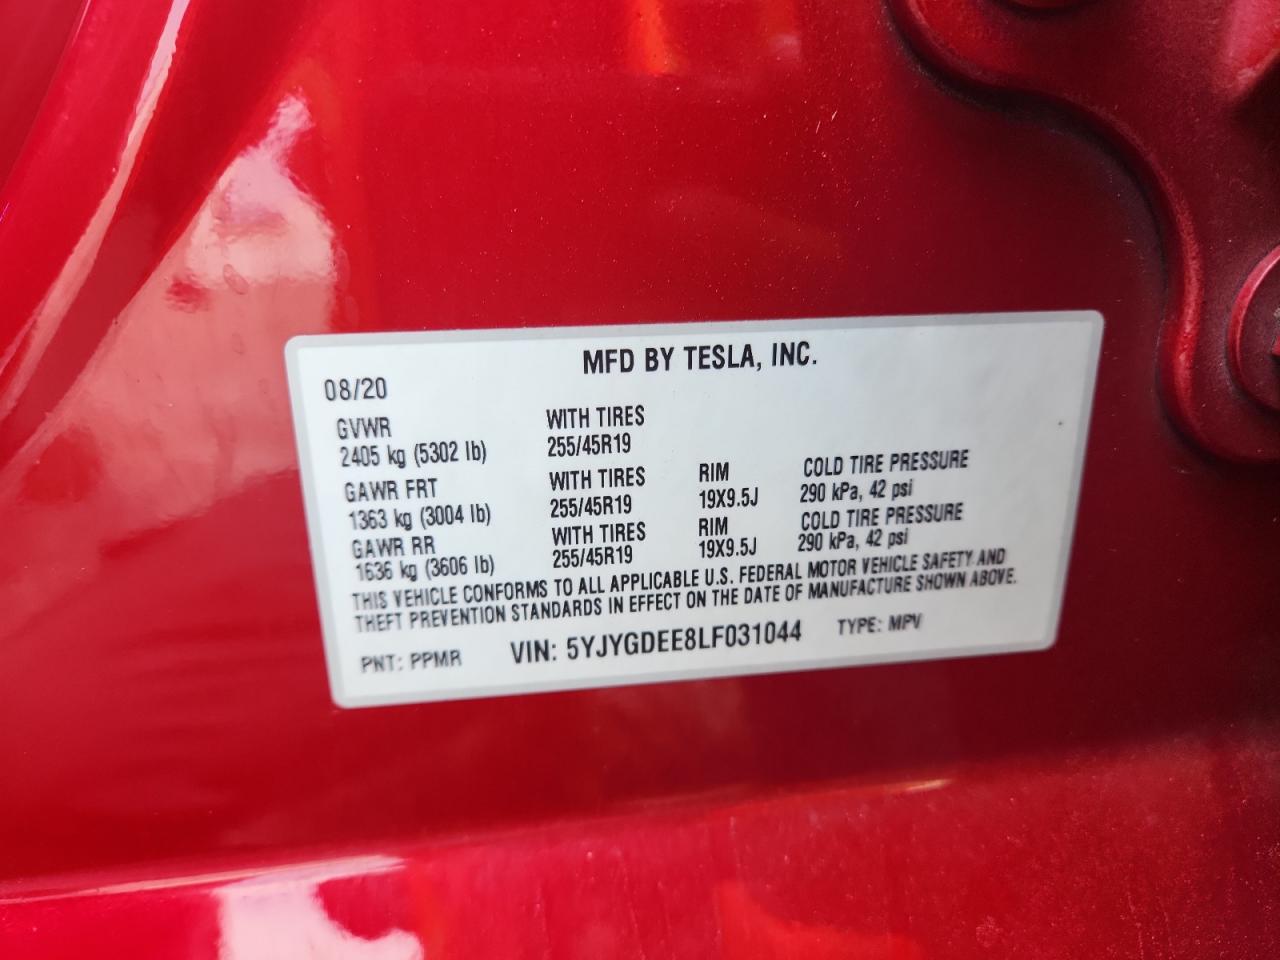 MFD BY TESLA, INC.
08/20
GVWR WITH TIRES
2405 kg (5302 lb) 255/45R19
GAWR FRT WITH TIRES RIM COLD TIRE PRESSURE
1363 kg (3004 lb) 255/45R19 19X9.5J 290 kPa, 42 psi
GAWR RR WITH TIRES RIM COLD TIRE PRESSURE
1636 kg (3606 lb) 255/45R19 19X9.5J 290 kPa, 42 psi
THIS VEHICLE CONFORMS TO ALL APPLICABLE U.S. FEDERAL MOTOR VEHICLE SAFETY AND
THEFT PREVENTION STANDARDS IN EFFECT ON THE DATE OF MANUFACTURE SHOWN ABOVE.
PNT: PPMR VIN: 5YJYGDEE8LF031044 TYPE: MPV